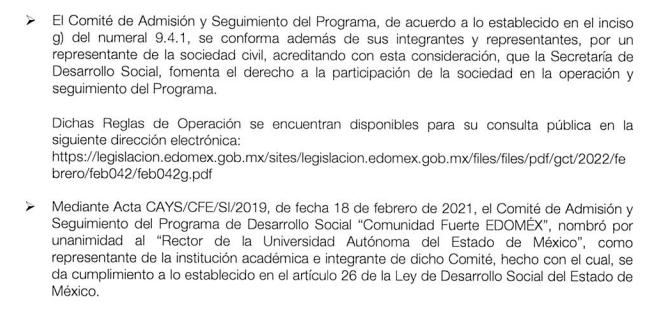 ➢ El Comité de Admisión y Seguimiento del Programa, de acuerdo a lo establecido en el inciso
g) del numeral 9.4.1, se conforma además de sus integrantes y representantes, por un
representante de la sociedad civil, acreditando con esta consideración, que la Secretaría de
Desarrollo Social, fomenta el derecho a la participación de la sociedad en la operación y
seguimiento del Programa.
Dichas Reglas de Operación se encuentran disponibles para su consulta pública en la
siguiente dirección electrónica:
https://legislacion.edomex.gob.mx/sites/legislacion.edomex.gob.mx/files/files/pdf/gct/2022/fe
brero/feb042/feb042g.pdf
➢ Mediante Acta CAYS/CFE/SI/2019, de fecha 18 de febrero de 2021, el Comité de Admisión y
Seguimiento del Programa de Desarrollo Social “Comunidad Fuerte EDOMÉX”, nombró por
unanimidad al “Rector de la Universidad Autónoma del Estado de México”, como
representante de la institución académica e integrante de dicho Comité, hecho con el cual, se
da cumplimiento a lo establecido en el artículo 26 de la Ley de Desarrollo Social del Estado de
México.